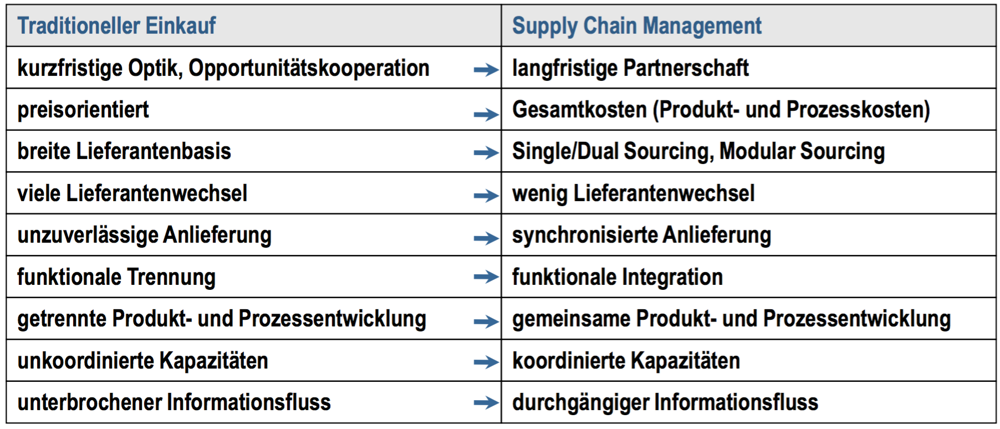 Traditioneller Einkauf Supply Chain Management
kurzfristige Optik, Opportunitätskooperation → langfristige Partnerschaft
preisorientiert → Gesamtkosten (Produkt- und Prozesskosten)
breite Lieferantenbasis → Single/Dual Sourcing, Modular Sourcing
viele Lieferantenwechsel → wenig Lieferantenwechsel
unzuverlässige Anlieferung → synchronisierte Anlieferung
funktionale Trennung → funktionale Integration
getrennte Produkt- und Prozessentwicklung → gemeinsame Produkt- und Prozessentwicklung
unkoordinierte Kapazitäten → koordinierte Kapazitäten
unterbrochener Informationsfluss → durchgängiger Informationsfluss